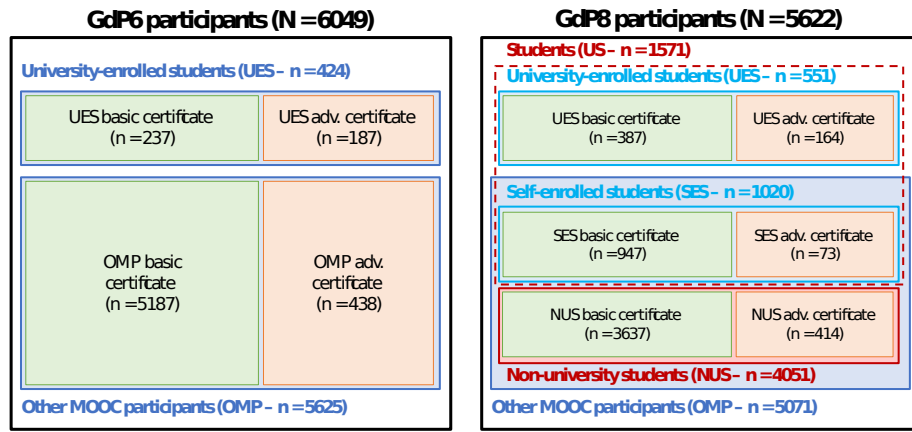 GdP6 participants (N = 6049)
University-enrolled students (UES – n = 424)
UES basic certificate
(n = 237)
UES adv. certificate
(n = 187)
OMP basic
certificate
(n = 5187)
OMP adv.
certificate
(n = 438)
Other MOOC participants (OMP – n = 5625)
GdP8 participants (N = 5622)
Students (US – n = 1571)
University-enrolled students (UES – n = 551)
UES basic certificate
(n = 387)
UES adv. certificate
(n = 164)
Self-enrolled students (SES – n = 1020)
SES basic certificate
(n = 947)
SES adv. certificate
(n = 73)
NUS basic certificate
(n = 3637)
NUS adv. certificate
(n = 414)
Non-university students (NUS – n = 4051)
Other MOOC participants (OMP – n = 5071)